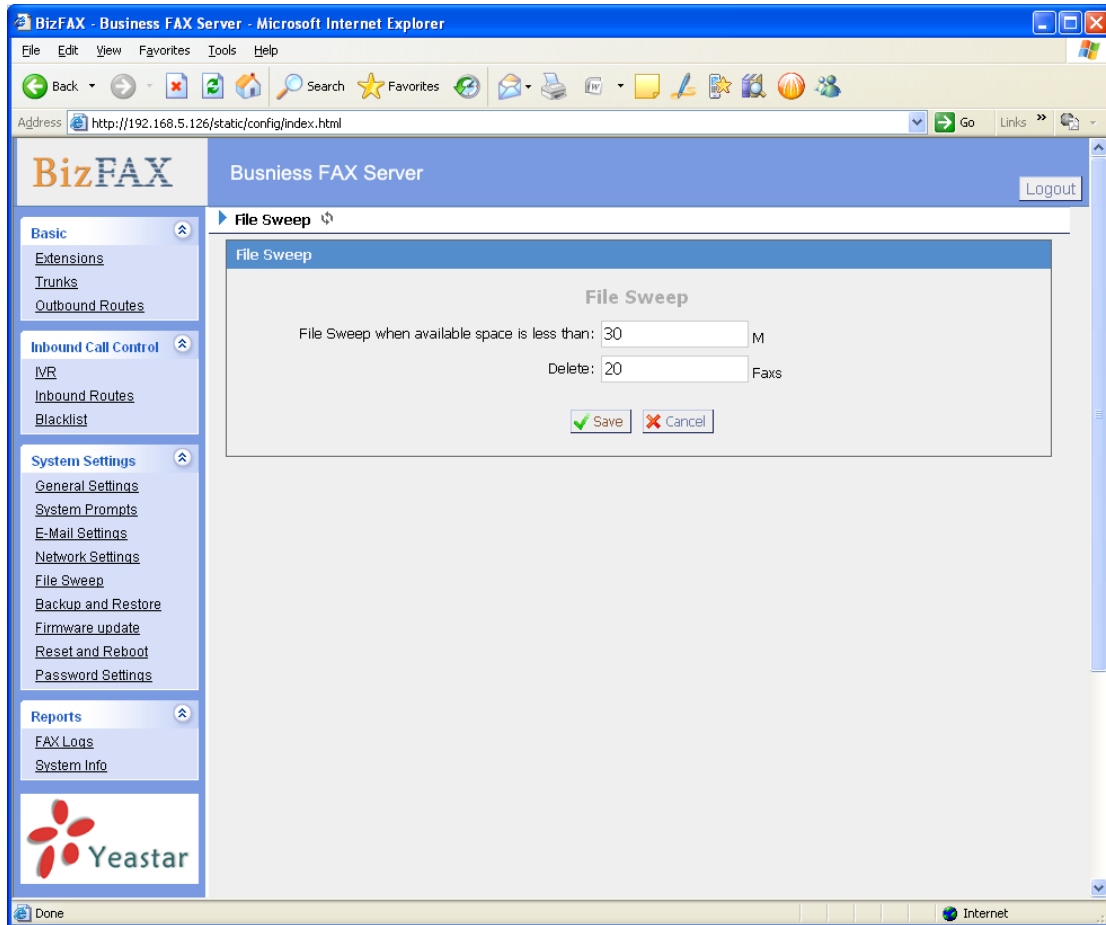 BizFAX - Business FAX Server - Microsoft Internet Explorer
File Edit View Favorites Tools Help
Back Search Favorites
Address http://192.168.5.126/static/config/index.html Go Links »
BizFAX Busniess FAX Server
Logout
File Sweep
Basic
Extensions
Trunks
Outbound Routes
Inbound Call Control
IVR
Inbound Routes
Blacklist
System Settings
General Settings
System Prompts
E-Mail Settings
Network Settings
File Sweep
Backup and Restore
Firmware update
Reset and Reboot
Password Settings
Reports
FAX Logs
System Info
Yeastar
File Sweep
File Sweep
File Sweep when available space is less than: 30 M
Delete: 20 Faxs
Save Cancel
Done Internet